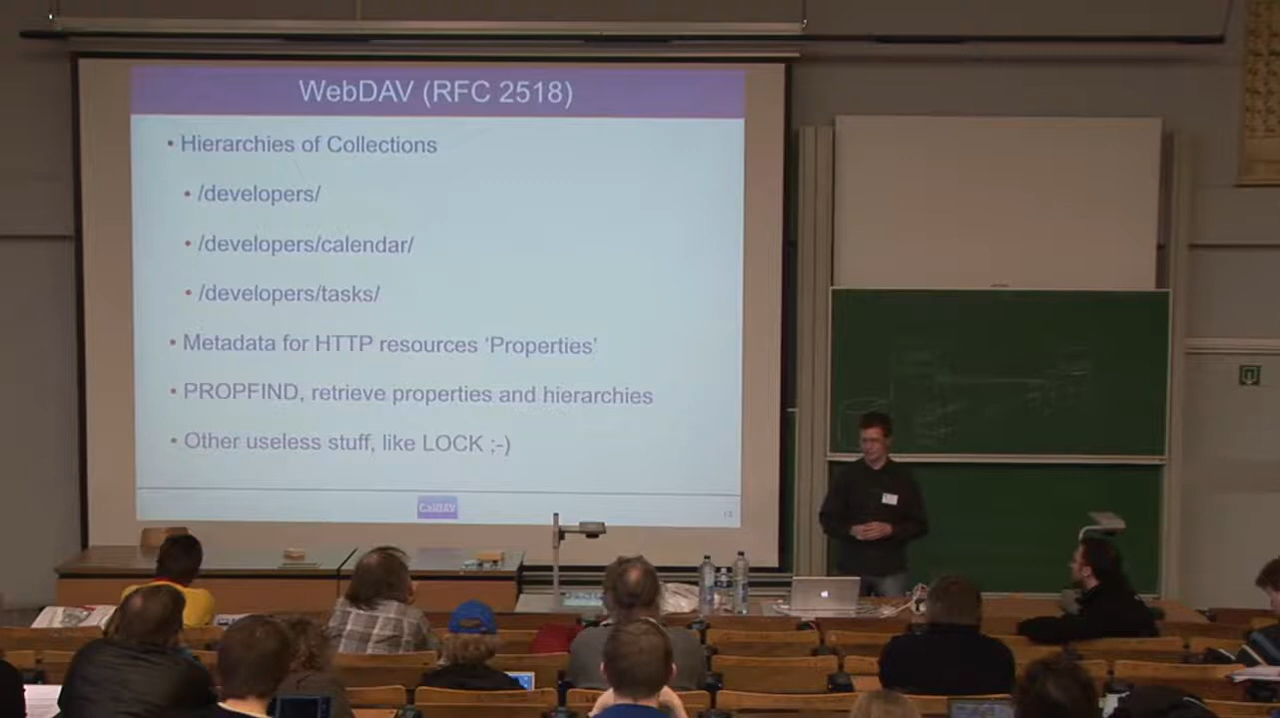 WebDAV (RFC 2518)
• Hierarchies of Collections
• /developers/
• /developers/calendar/
• /developers/tasks/
• Metadata for HTTP resources 'Properties'
• PROPFIND, retrieve properties and hierarchies
• Other useless stuff, like LOCK ;-)
CalDAV